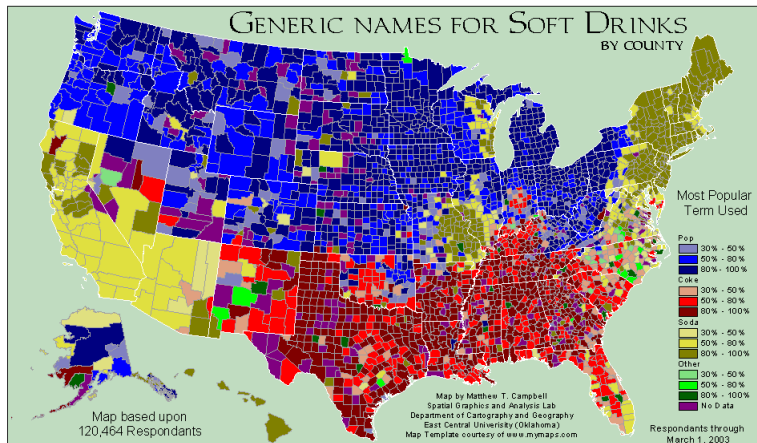 GENERIC NAMES FOR SOFT DRINKS
BY COUNTY
Most Popular
Term Used
Pop
30% - 50%
50% - 80%
80% - 100%
Coke
30% - 50%
50% - 80%
80% - 100%
Soda
30% - 50%
50% - 80%
80% - 100%
Other
30% - 50%
50% - 80%
80% - 100%
No Data
Map based upon
120,464 Respondants
Map by Matthew T. Campbell
Spatial Graphics and Analysis Lab
Department of Cartography and Geography
East Central Univeristy (Oklahoma)
Map Template courtesy of www.mymaps.com
Respondants through
March 1, 2003